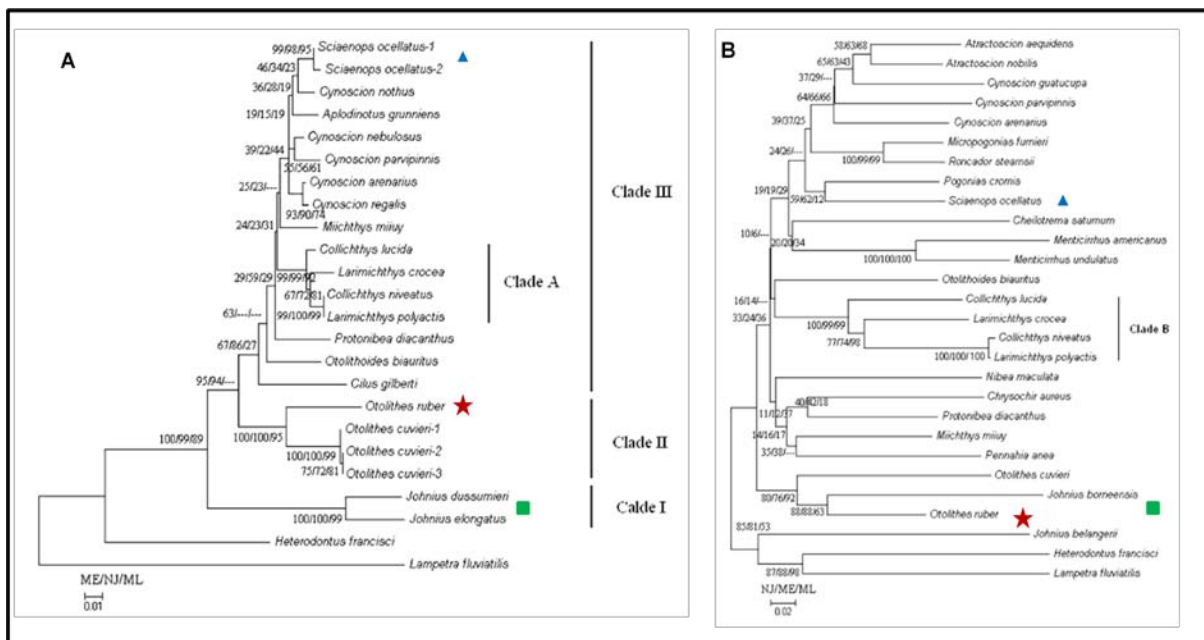 A
99/98/95
Sciaenops ocellatus-1
46/34/23
Sciaenops ocellatus-2
36/28/19
Cynoscion nothus
19/15/19
Aplodinotus grunniens
Cynoscion nebulosus
39/22/44
Cynoscion parvipinnis
55/56/61
Cynoscion arenarius
25/23/---
Cynoscion regalis
93/90/74
Miichthys miiuy
24/23/31
Clade III
Collichthys lucida
Larimichthys crocea
29/59/29
99/99/92
Clade A
Collichthys niveatus
67/72/81
Larimichthys polyactis
99/100/99
63/---/---
Protonibea diacanthus
Otolithoides biauritus
67/86/27
Cilus gilberti
95/94/---
Otolithes ruber
100/100/95
Otolithes cuvieri-1
100/99/89
Otolithes cuvieri-2
100/100/99
Clade II
Otolithes cuvieri-3
75/72/81
Johnius dussumieri
Calde I
Johnius elongatus
100/100/99
Heterodontus francisci
Lampetra fluviatilis
ME/NJ/ML
0.01
B
58/63/68
Atractoscion aequidens
65/63/43
Atractoscion nobilis
37/29/---
Cynoscion guatucupa
64/66/66
Cynoscion parvipinnis
39/37/25
Cynoscion arenarius
Micropogonias furnieri
24/26/---
100/99/99
Roncador stearnsii
Pogonias cromis
19/19/29
59/62/12
Sciaenops ocellatus
Cheilotrema saturnum
10/6/---
20/20/34
Menticirrhus americanus
100/100/100
Menticirrhus undulatus
Otolithoides biauritus
16/14/---
Collichthys lucida
33/24/36
100/99/99
Larimichthys crocea
Clade B
77/74/98
Collichthys niveatus
100/100/100
Larimichthys polyactis
Nibea maculata
Chrysochir aureus
11/12/37
40/42/18
Protonibea diacanthus
14/16/17
Miichthys miiuy
35/38/---
Pennahia anea
Otolithes cuvieri
80/76/92
Johnius borneensis
88/88/63
Otolithes ruber
85/81/53
Johnius belangerii
Heterodontus francisci
87/88/98
Lampetra fluviatilis
NJ/ME/ML
0.02